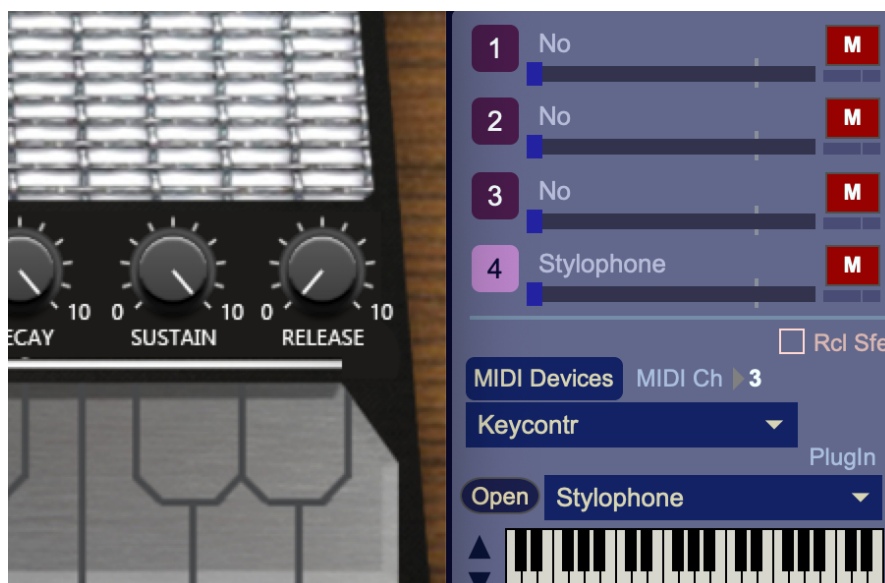 0 10 0 10
ECAY SUSTAIN RELEASE
1 No M
2 No M
3 No M
4 Stylophone M
Rcl Sfe
MIDI Devices MIDI Ch 3
Keycontr
PlugIn
Open Stylophone